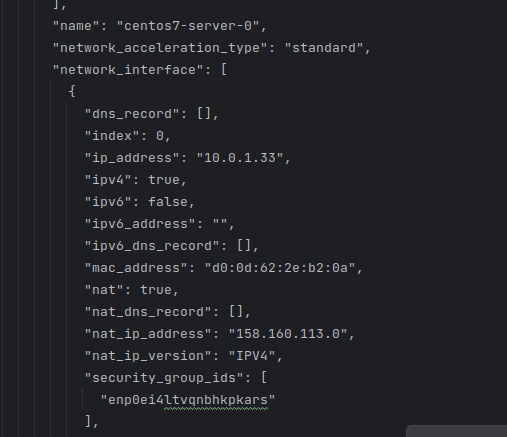 ],
"name": "centos7-server-0",
"network_acceleration_type": "standard",
"network_interface": [
{
"dns_record": [],
"index": 0,
"ip_address": "10.0.1.33",
"ipv4": true,
"ipv6": false,
"ipv6_address": "",
"ipv6_dns_record": [],
"mac_address": "d0:0d:62:2e:b2:0a",
"nat": true,
"nat_dns_record": [],
"nat_ip_address": "158.160.113.0",
"nat_ip_version": "IPV4",
"security_group_ids": [
"enp0ei4ltvqnbhkpkars"
],